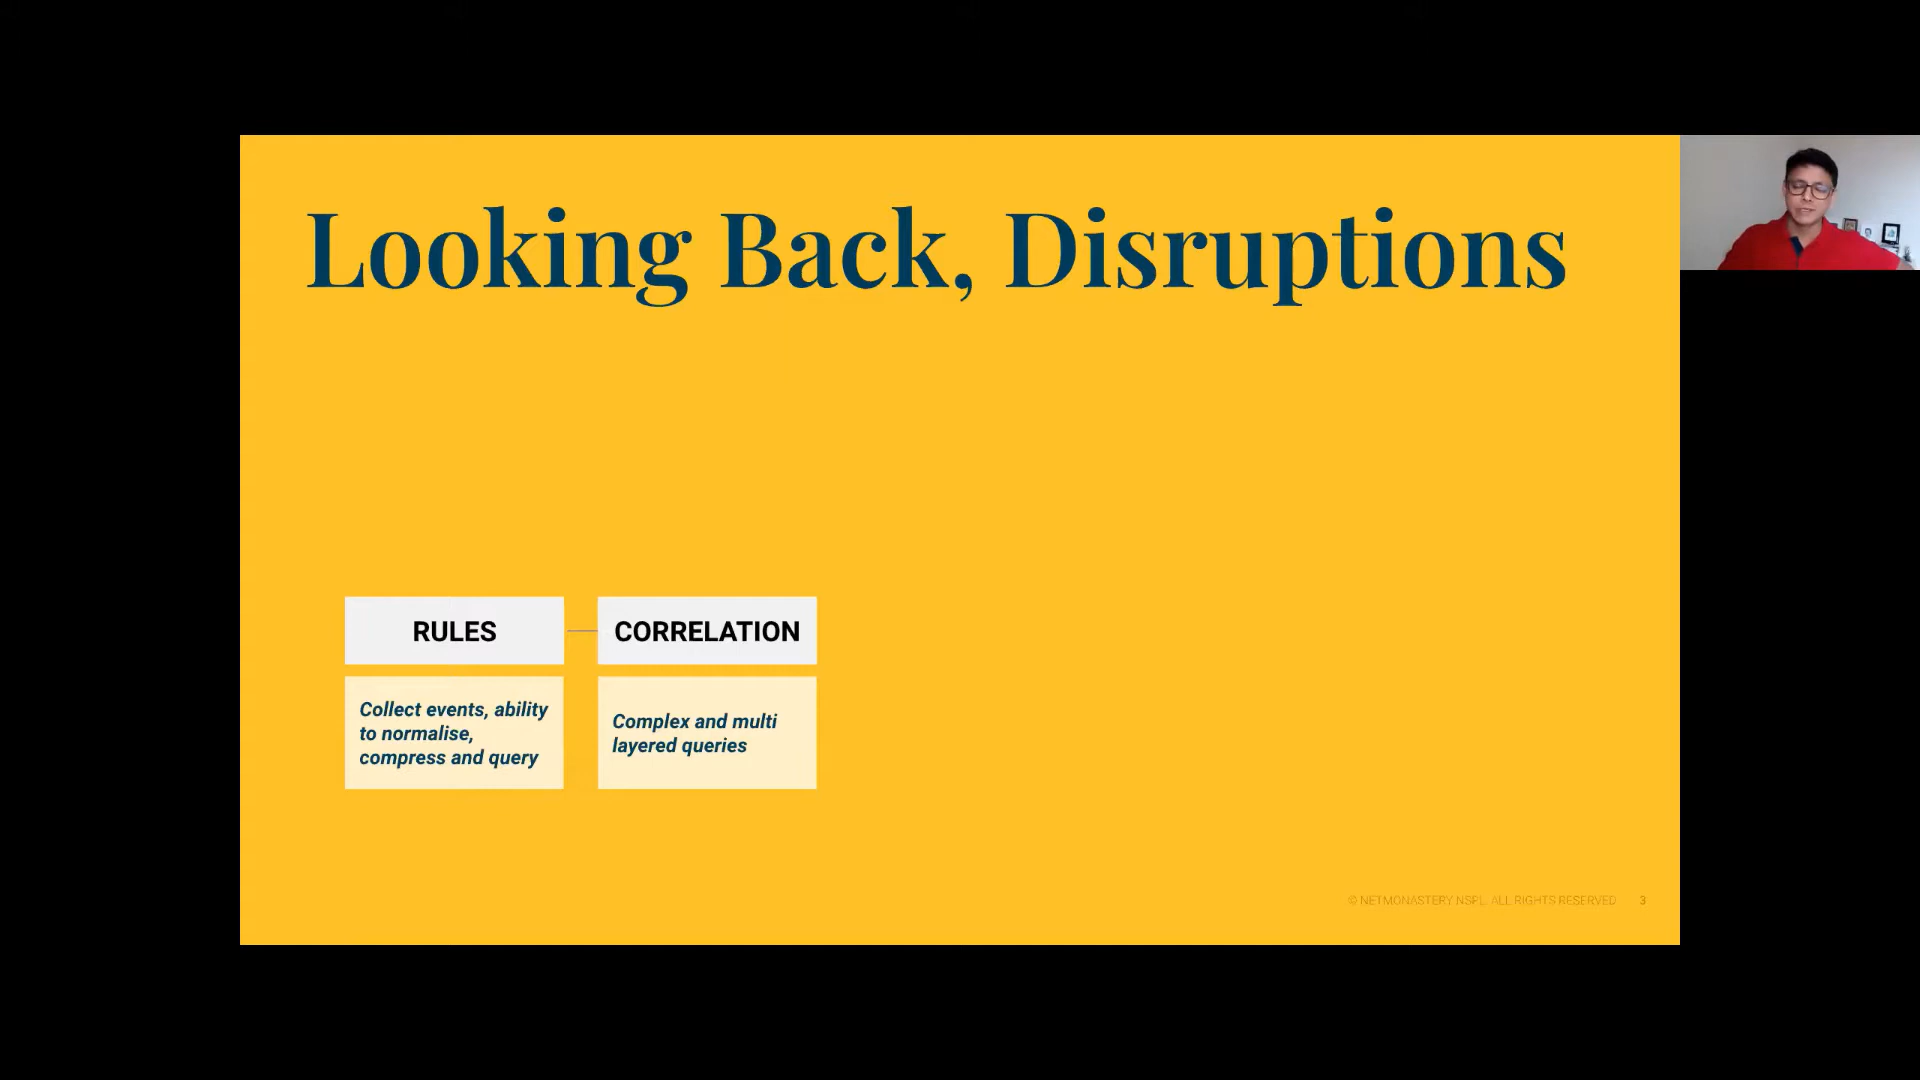 Looking Back, Disruptions
RULES
CORRELATION
Collect events, ability
to normalise,
compress and query
Complex and multi
layered queries
© NETMONASTERY NSPL. ALL RIGHTS RESERVED 3